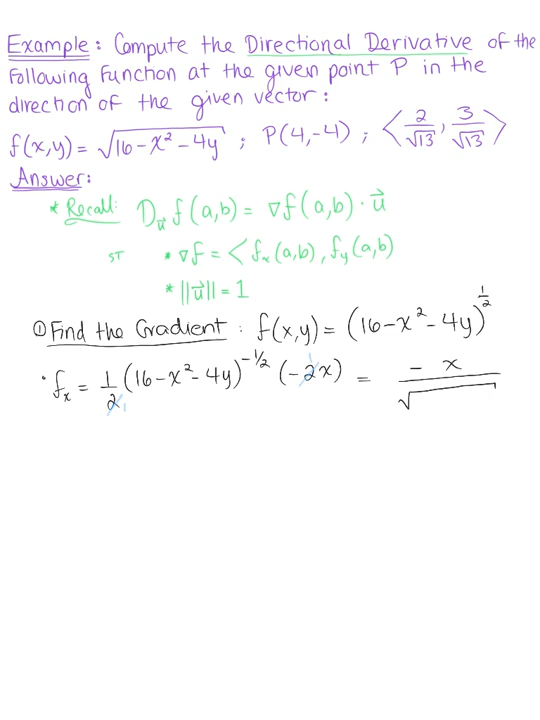 Example: Compute the Directional Derivative of the
Following Function at the given point P in the
direction of the given vector:
f(x,y) = √(16 - x² - 4y) ; P(4,-4) ; ⟨2/√13, 3/√13⟩
Answer:
* Recall: D_u⃗ f(a,b) = ∇f(a,b) · u⃗
ST * ∇f = < f_x(a,b), f_y(a,b)
* ||u⃗|| = 1
① Find the Gradient : f(x,y) = (16 - x² - 4y)^(1/2)
· f_x = 1/2 (16 - x² - 4y)^(-1/2) (-2x) = - x / √